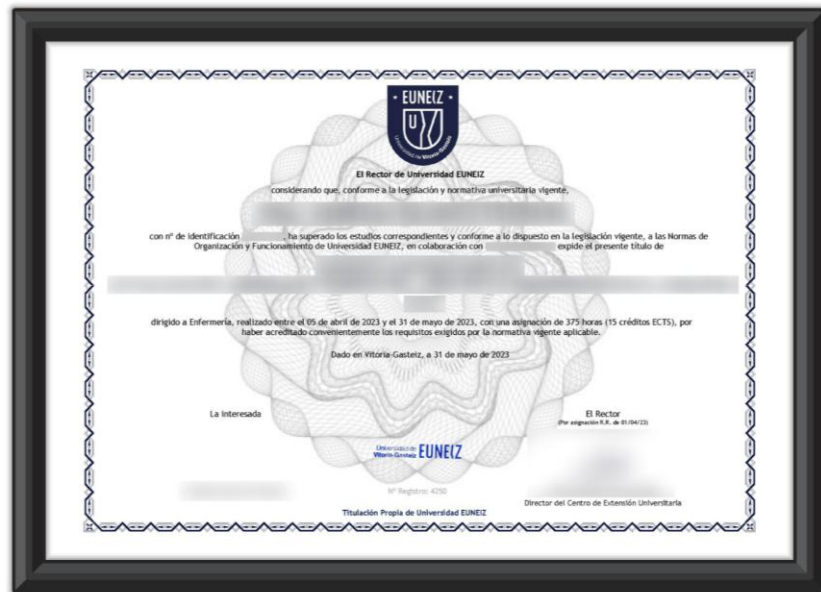 EUNEIZ
Universidad de Vitoria-Gasteiz
El Rector de Universidad EUNEIZ
considerando que, conforme a la legislación y normativa universitaria vigente,
con nº de identificación , ha superado los estudios correspondientes y conforme a lo dispuesto en la legislación vigente, a las Normas de
Organización y Funcionamiento de Universidad EUNEIZ, en colaboración con expide el presente título de
dirigido a Enfermería, realizado entre el 05 de abril de 2023 y el 31 de mayo de 2023, con una asignación de 375 horas (15 créditos ECTS), por
haber acreditado convenientemente los requisitos exigidos por la normativa vigente aplicable.
Dado en Vitoria-Gasteiz, a 31 de mayo de 2023
La Interesada
El Rector
(Por asignación R.R. de 01/04/23)
Universidad de
Vitoria-Gasteiz EUNEIZ
Nº Registro: 4250
Director del Centro de Extensión Universitaria
Titulación Propia de Universidad EUNEIZ